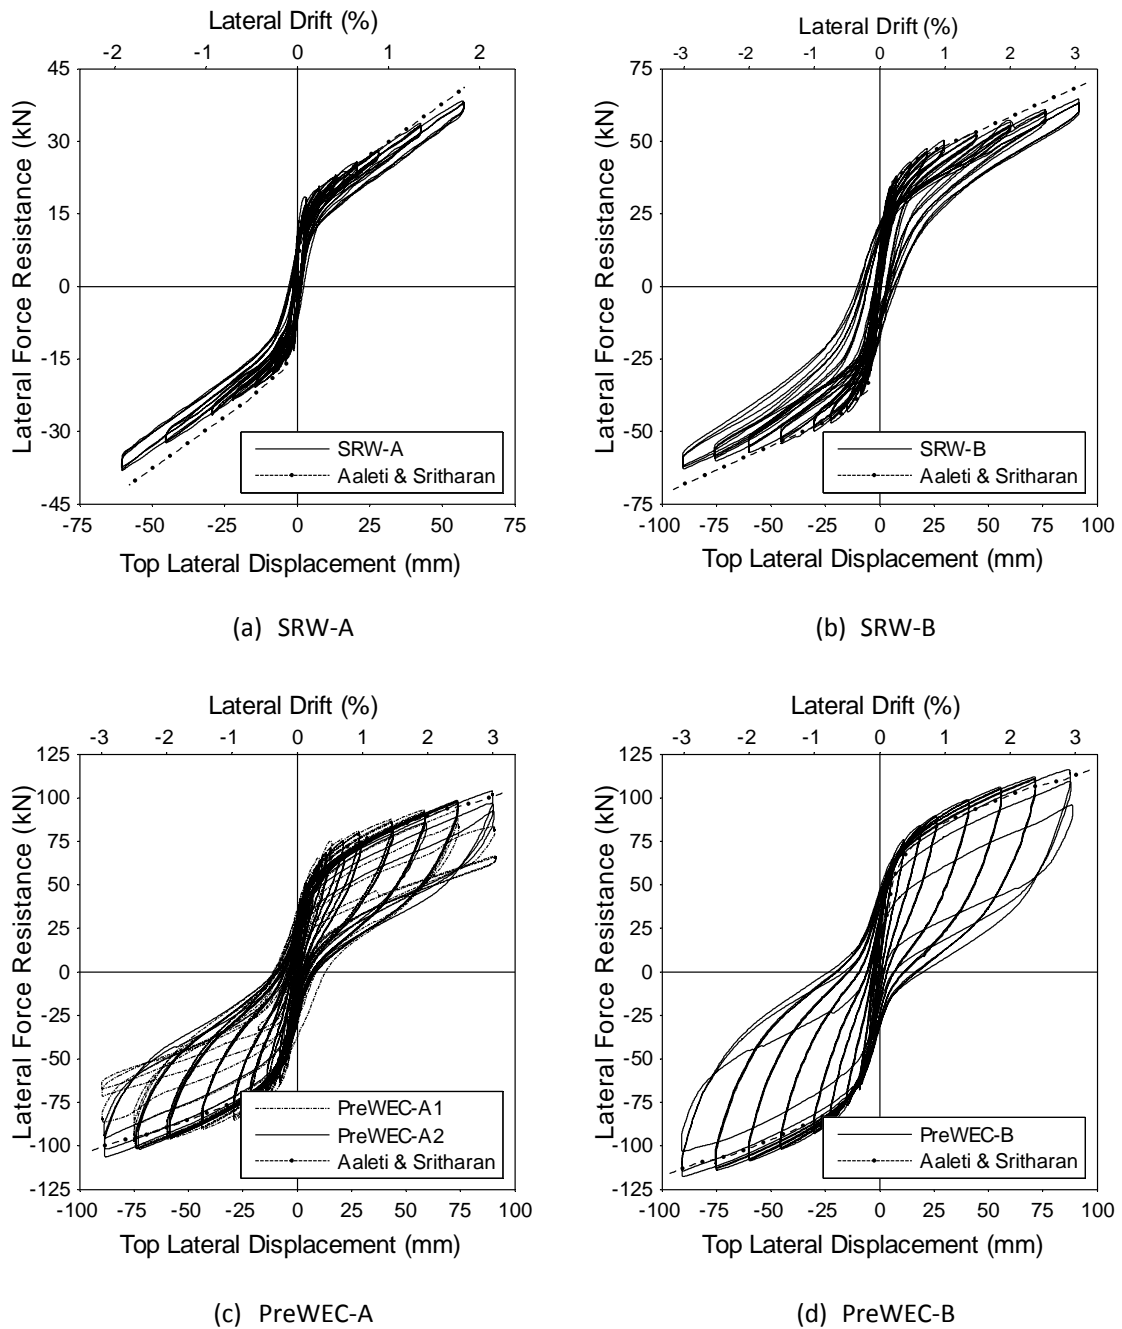 Lateral Drift (%)
-2 -1 0 1 2
45
30
15
0
-15
-30
-45
Lateral Force Resistance (kN)
SRW-A
Aaleti & Sritharan
-75 -50 -25 0 25 50 75
Top Lateral Displacement (mm)
(a) SRW-A
Lateral Drift (%)
-3 -2 -1 0 1 2 3
75
50
25
0
-25
-50
-75
Lateral Force Resistance (kN)
SRW-B
Aaleti & Sritharan
-100 -75 -50 -25 0 25 50 75 100
Top Lateral Displacement (mm)
(b) SRW-B
Lateral Drift (%)
-3 -2 -1 0 1 2 3
125
100
75
50
25
0
-25
-50
-75
-100
-125
Lateral Force Resistance (kN)
PreWEC-A1
PreWEC-A2
Aaleti & Sritharan
-100 -75 -50 -25 0 25 50 75 100
Top Lateral Displacement (mm)
(c) PreWEC-A
Lateral Drift (%)
-3 -2 -1 0 1 2 3
125
100
75
50
25
0
-25
-50
-75
-100
-125
Lateral Force Resistance (kN)
PreWEC-B
Aaleti & Sritharan
-100 -75 -50 -25 0 25 50 75 100
Top Lateral Displacement (mm)
(d) PreWEC-B